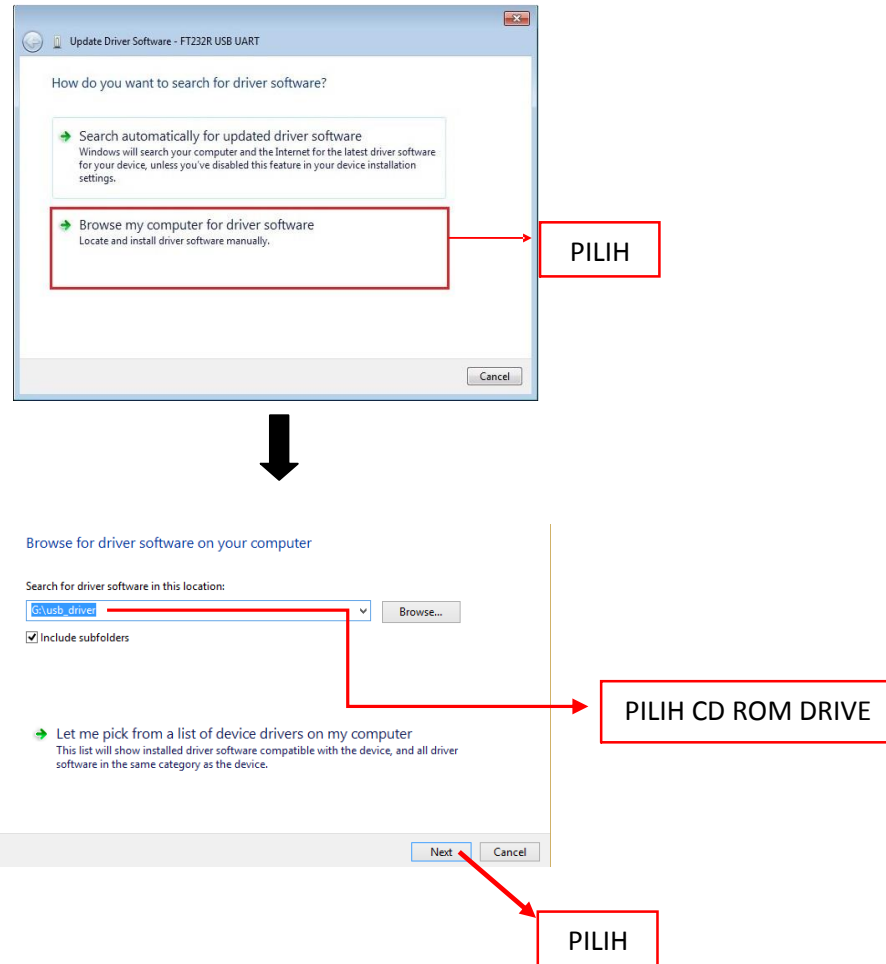 Update Driver Software - FT232R USB UART
How do you want to search for driver software?
Search automatically for updated driver software
Windows will search your computer and the Internet for the latest driver software
for your device, unless you've disabled this feature in your device installation
settings.
Browse my computer for driver software
Locate and install driver software manually.
PILIH
Cancel
Browse for driver software on your computer
Search for driver software in this location:
G:\usb_driver
Browse...
Include subfolders
PILIH CD ROM DRIVE
Let me pick from a list of device drivers on my computer
This list will show installed driver software compatible with the device, and all driver
software in the same category as the device.
Next
Cancel
PILIH